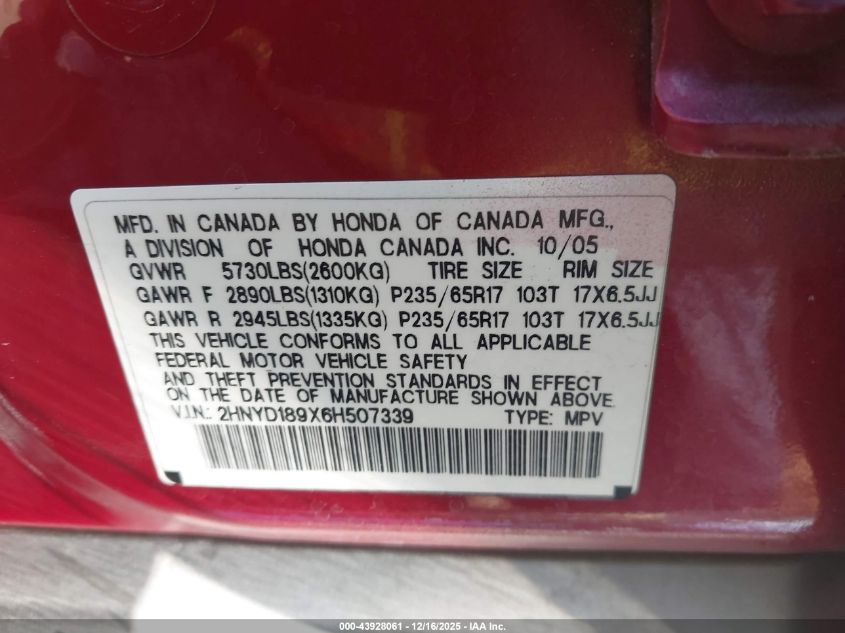 MFD. IN CANADA BY HONDA OF CANADA MFG.,
A DIVISION OF HONDA CANADA INC. 10/05
GVWR 5730LBS(2600KG) TIRE SIZE RIM SIZE
GAWR F 2890LBS(1310KG) P235/65R17 103T 17X6.5JJ
GAWR R 2945LBS(1335KG) P235/65R17 103T 17X6.5JJ
THIS VEHICLE CONFORMS TO ALL APPLICABLE
FEDERAL MOTOR VEHICLE SAFETY
AND THEFT PREVENTION STANDARDS IN EFFECT
ON THE DATE OF MANUFACTURE SHOWN ABOVE.
V.I.N.: 2HNYD189X6H507339 TYPE: MPV
000-43928061 - 12/16/2025 - IAA Inc.